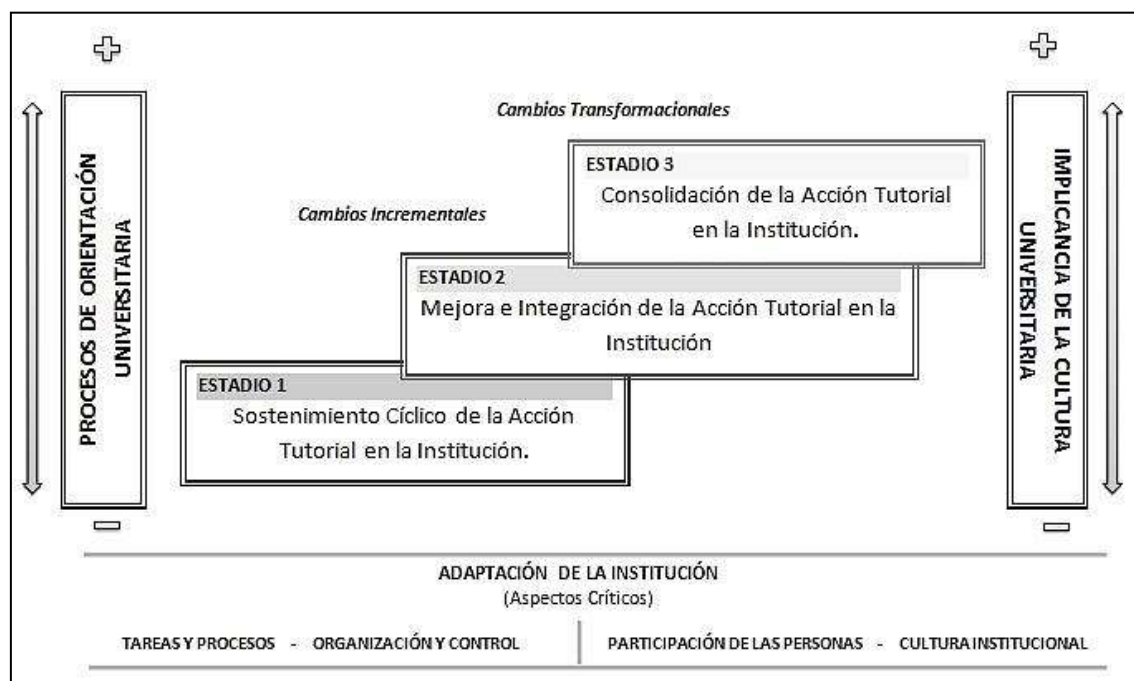 PROCESOS DE ORIENTACIÓN
UNIVERSITARIA
Cambios Transformacionales
ESTADIO 3
Consolidación de la Acción Tutorial
en la Institución.
Cambios Incrementales
ESTADIO 2
Mejora e Integración de la Acción Tutorial en la
Institución
ESTADIO 1
Sostenimiento Cíclico de la Acción
Tutorial en la Institución.
IMPLICANCIA DE LA CULTURA
UNIVERSITARIA
ADAPTACIÓN DE LA INSTITUCIÓN
(Aspectos Críticos)
TAREAS Y PROCESOS - ORGANIZACIÓN Y CONTROL
PARTICIPACIÓN DE LAS PERSONAS - CULTURA INSTITUCIONAL